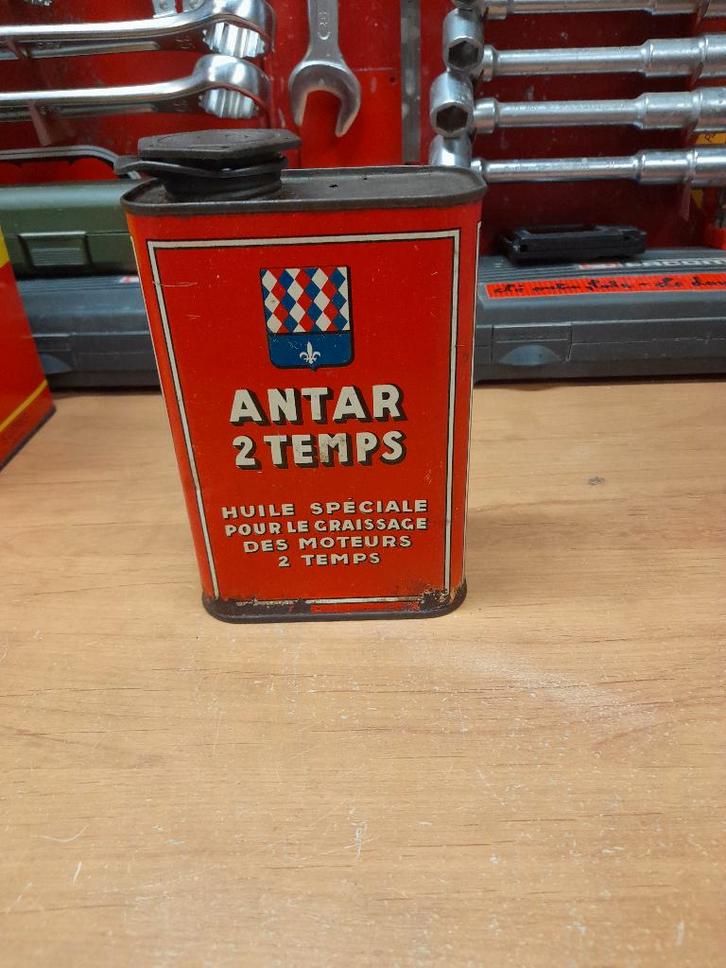 ANTAR
2 TEMPS
HUILE SPÉCIALE
POUR LE GRAISSAGE
DES MOTEURS
2 TEMPS